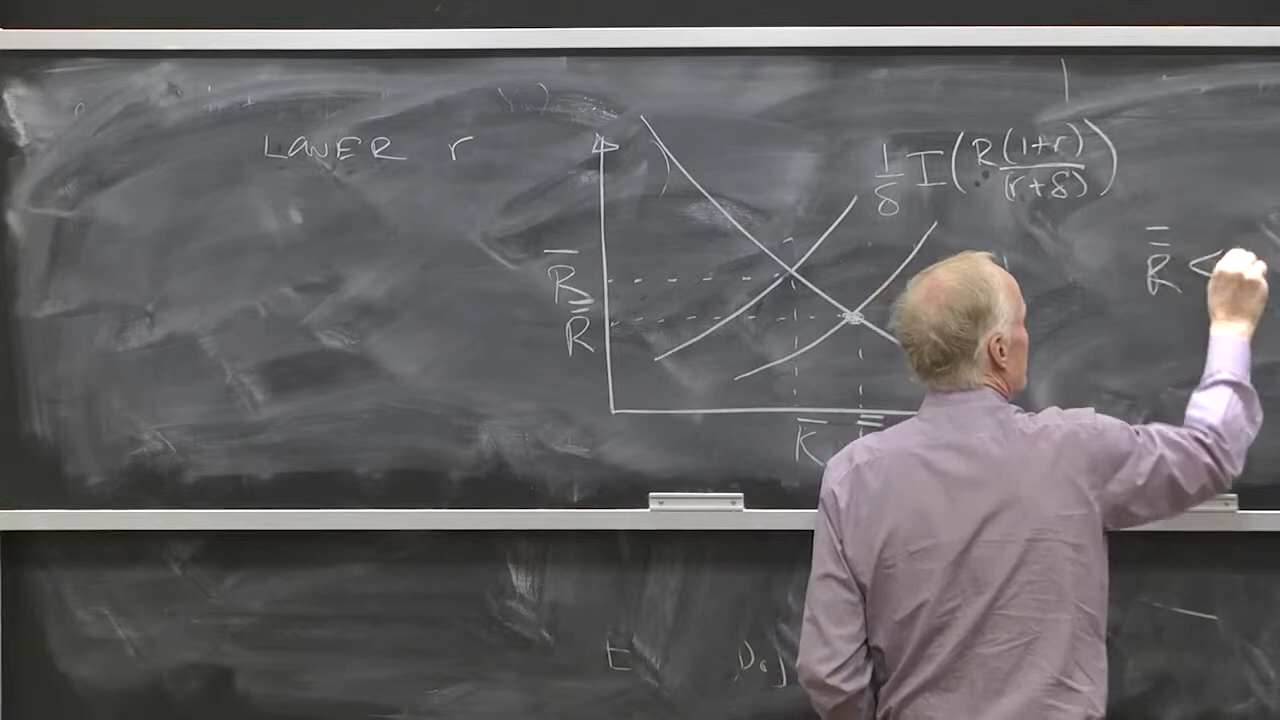 LOWER r
1/δ I(R(1+r)/(r+δ))
R̅
R̿
R̿ <
K̅
t